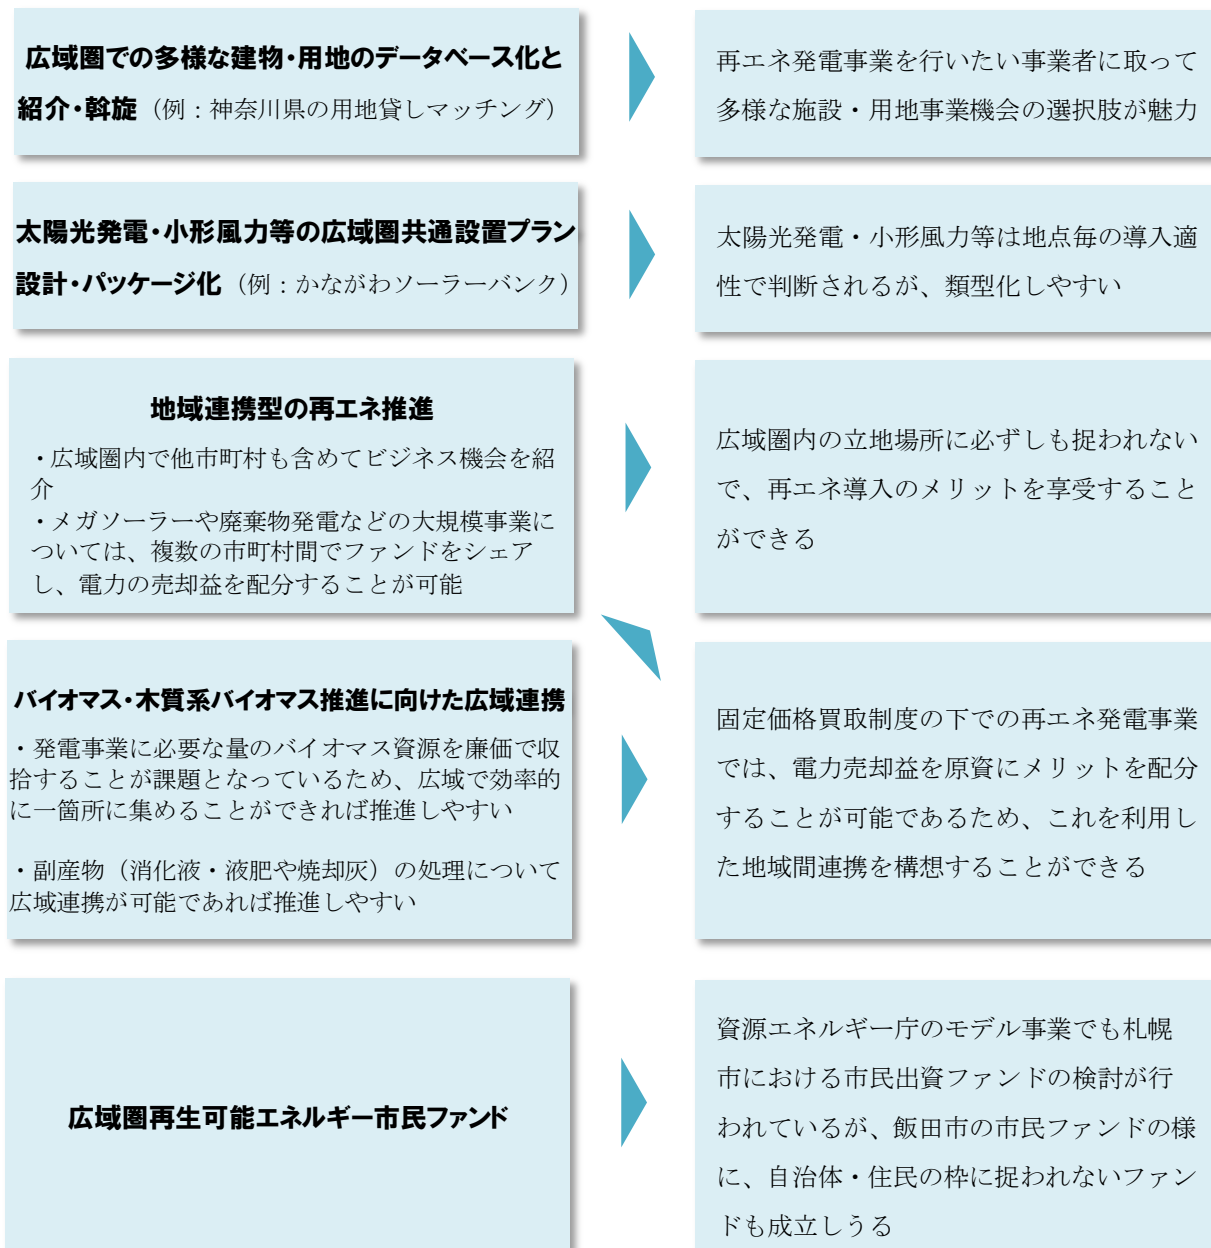 広域圏での多様な建物・用地のデータベース化と
紹介・斡旋（例：神奈川県の用地貸しマッチング）
再エネ発電事業を行いたい事業者に取って
多様な施設・用地事業機会の選択肢が魅力
太陽光発電・小形風力等の広域圏共通設置プラン
設計・パッケージ化（例：かながわソーラーバンク）
太陽光発電・小形風力等は地点毎の導入適
性で判断されるが、類型化しやすい
地域連携型の再エネ推進
・広域圏内で他市町村も含めてビジネス機会を紹
介
・メガソーラーや廃棄物発電などの大規模事業に
ついては、複数の市町村間でファンドをシェア
し、電力の売却益を配分することが可能
広域圏内の立地場所に必ずしも捉われない
で、再エネ導入のメリットを享受すること
ができる
バイオマス・木質系バイオマス推進に向けた広域連携
・発電事業に必要な量のバイオマス資源を廉価で収
拾することが課題となっているため、広域で効率的
に一箇所に集めることができれば推進しやすい
・副産物（消化液・液肥や焼却灰）の処理について
広域連携が可能であれば推進しやすい
固定価格買取制度の下での再エネ発電事業
では、電力売却益を原資にメリットを配分
することが可能であるため、これを利用し
た地域間連携を構想することができる
広域圏再生可能エネルギー市民ファンド
資源エネルギー庁のモデル事業でも札幌
市における市民出資ファンドの検討が行
われているが、飯田市の市民ファンドの様
に、自治体・住民の枠に捉われないファン
ドも成立しうる